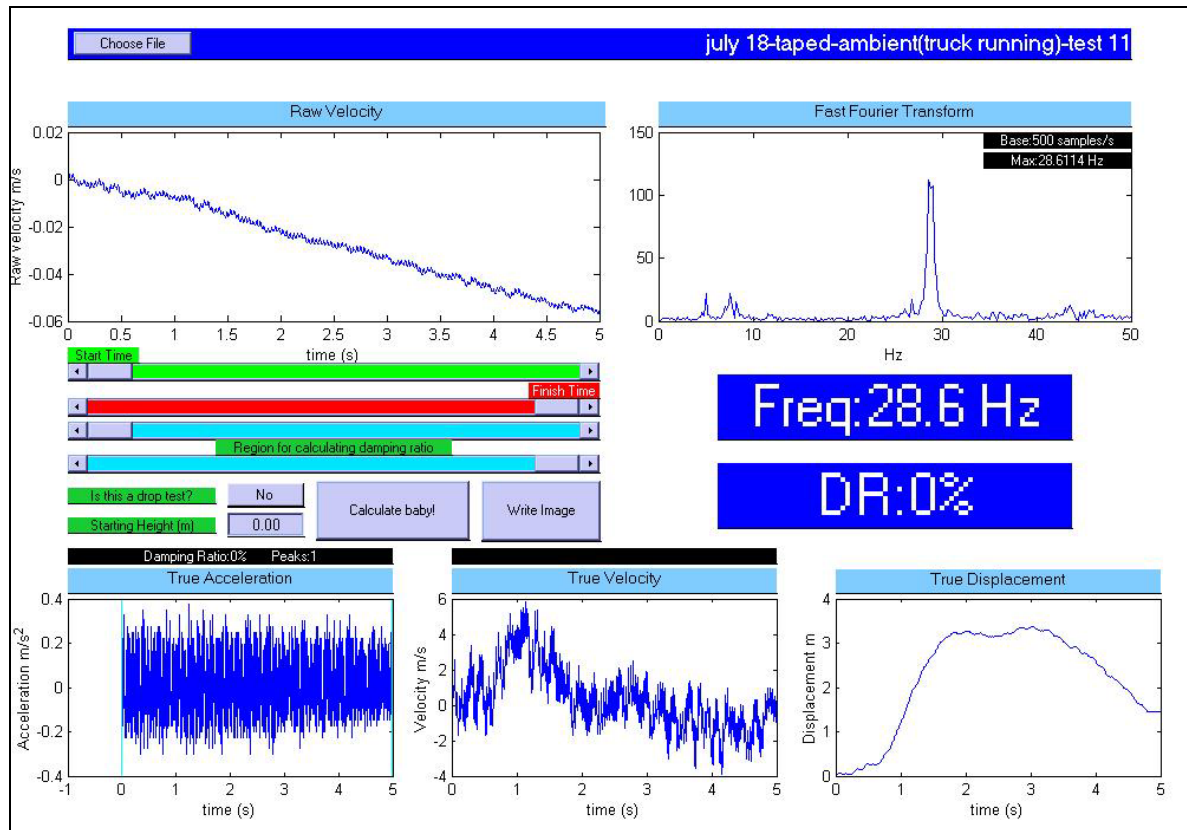 Choose File
july 18-taped-ambient(truck running)-test 11
Raw Velocity
0.02
0
-0.02
-0.04
-0.06
Raw velocity m/s
0 0.5 1 1.5 2 2.5 3 3.5 4 4.5 5
time (s)
Fast Fourier Transform
Base:500 samples/s
Max:28.6114 Hz
150
100
50
0
0 10 20 30 40 50
Hz
Start Time
Finish Time
Region for calculating damping ratio
Freq:28.6 Hz
DR:0%
Is this a drop test?
No
Starting Height (m)
0.00
Calculate baby!
Write Image
Damping Ratio:0% Peaks:1
True Acceleration
0.4
0.2
0
-0.2
-0.4
Acceleration m/s²
-1 0 1 2 3 4 5
time (s)
True Velocity
6
4
2
0
-2
-4
Velocity m/s
0 1 2 3 4 5
time (s)
True Displacement
4
3
2
1
0
Displacement m
0 1 2 3 4 5
time (s)